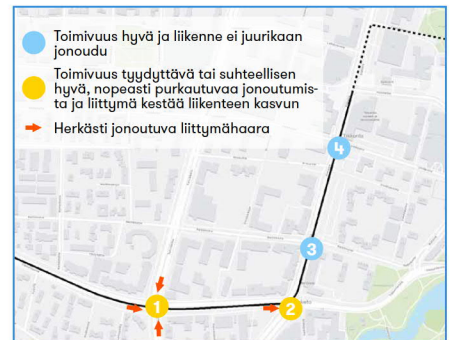 Toimivuus hyvä ja liikenne ei juurikaan
jonoudu
Toimivuus tyydyttävä tai suhteellisen
hyvä, nopeasti purkautuvaa jonoutumis-
ta ja liittymä kestää liikenteen kasvun
Herkästi jonoutuva liittymähaara
4
3
1
2